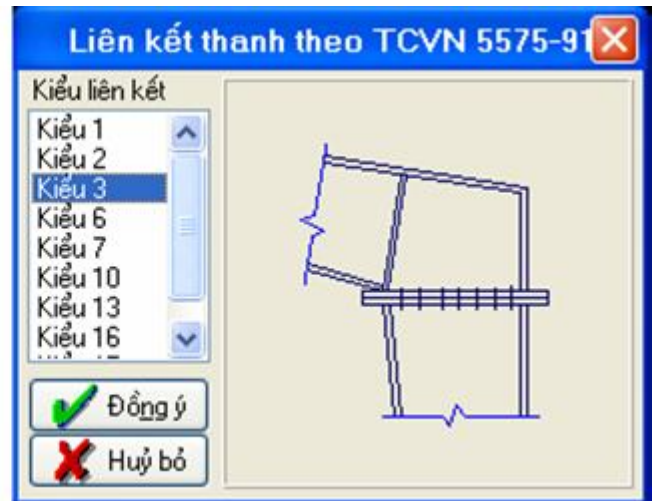 Liên kết thanh theo TCVN 5575-91
Kiểu liên kết
Kiểu 1
Kiểu 2
Kiểu 3
Kiểu 6
Kiểu 7
Kiểu 10
Kiểu 13
Kiểu 16
Đồng ý
Huỷ bỏ